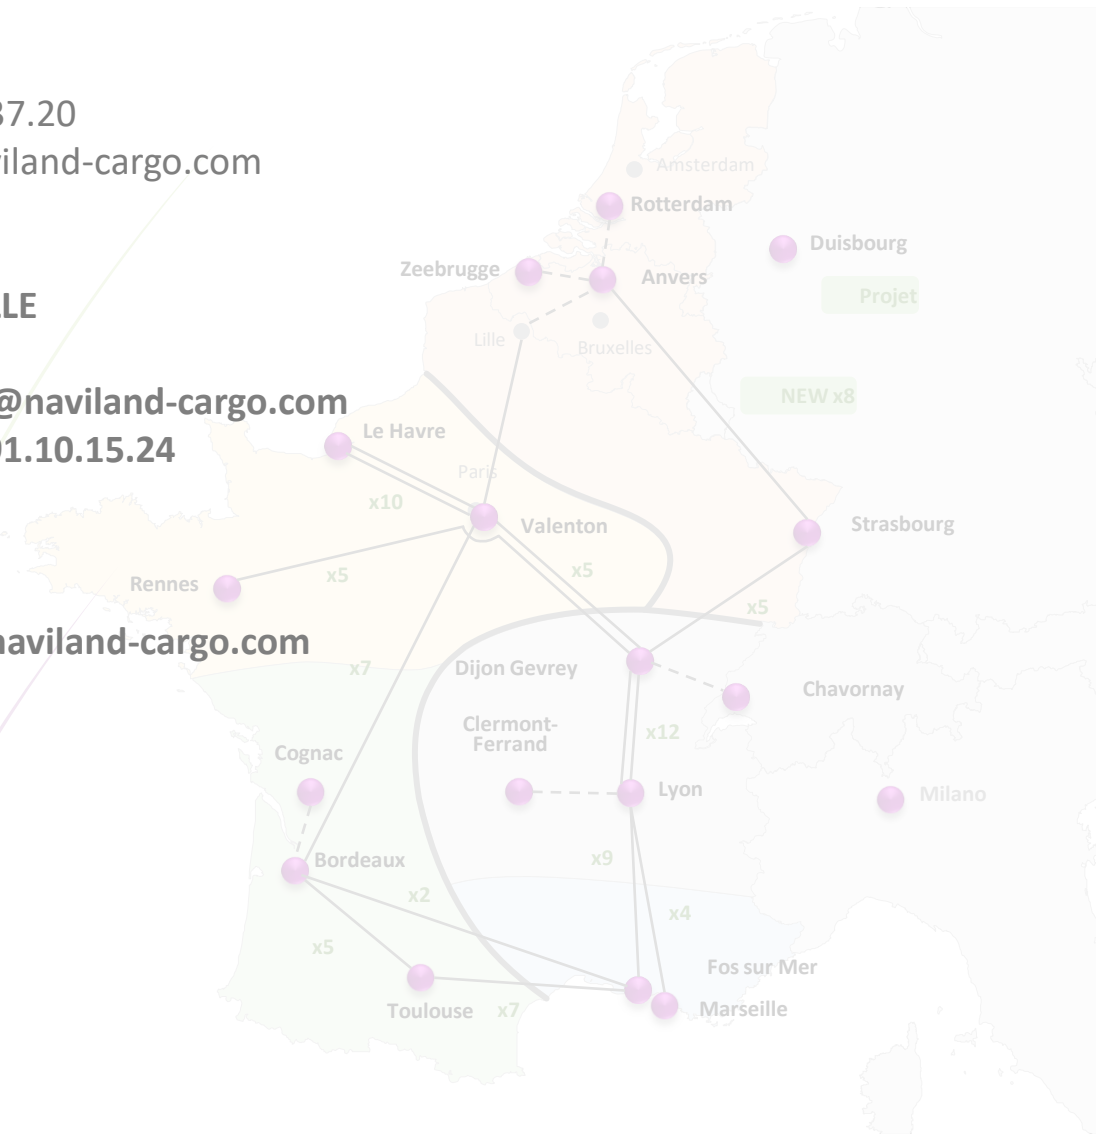 37.20
viland-cargo.com
Amsterdam
Rotterdam
Duisbourg
Zeebrugge
Anvers
Projet
LLE
Lille
Bruxelles
NEW x8
@naviland-cargo.com
Le Havre
01.10.15.24
Paris
x10
Valenton
Strasbourg
x5
x5
Rennes
x5
naviland-cargo.com
x7
Dijon Gevrey
Chavornay
Clermont-
Ferrand
x12
Cognac
Lyon
Milano
Bordeaux
x9
x2
x4
x5
Fos sur Mer
Toulouse
x7
Marseille